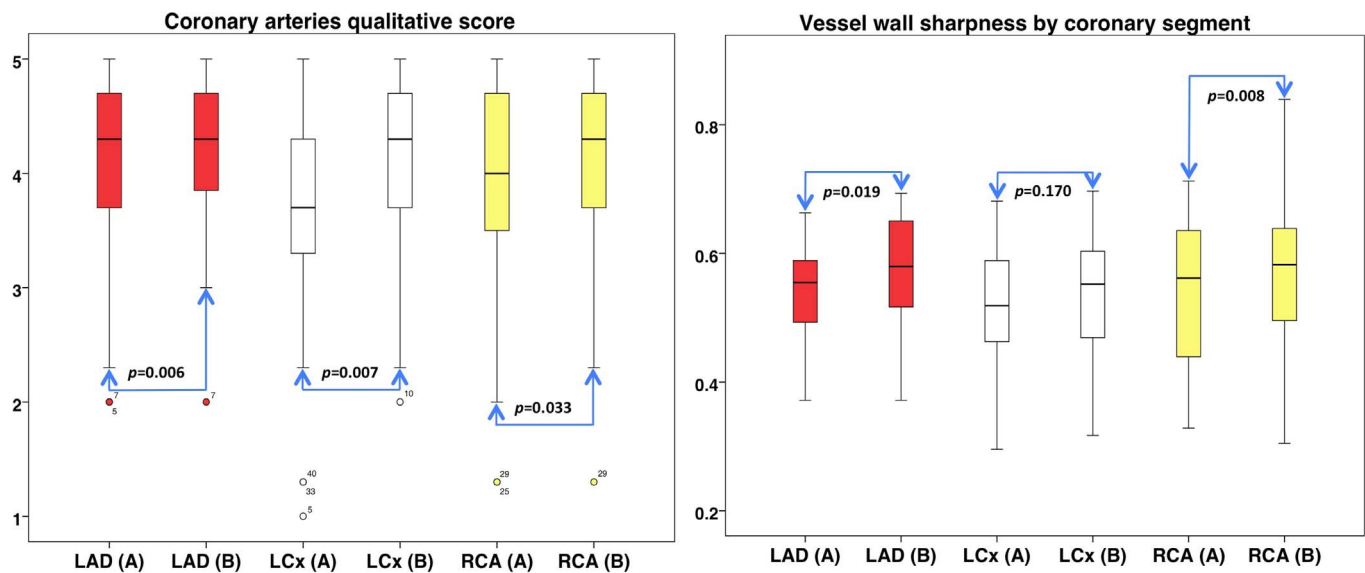 Coronary arteries qualitative score
5
4
3
2
1
p=0.006
p=0.007
p=0.033
7
5
7
40
33
5
10
29
25
29
LAD (A) LAD (B) LCx (A) LCx (B) RCA (A) RCA (B)
Vessel wall sharpness by coronary segment
0.8
0.6
0.4
0.2
p=0.019
p=0.170
p=0.008
LAD (A) LAD (B) LCx (A) LCx (B) RCA (A) RCA (B)